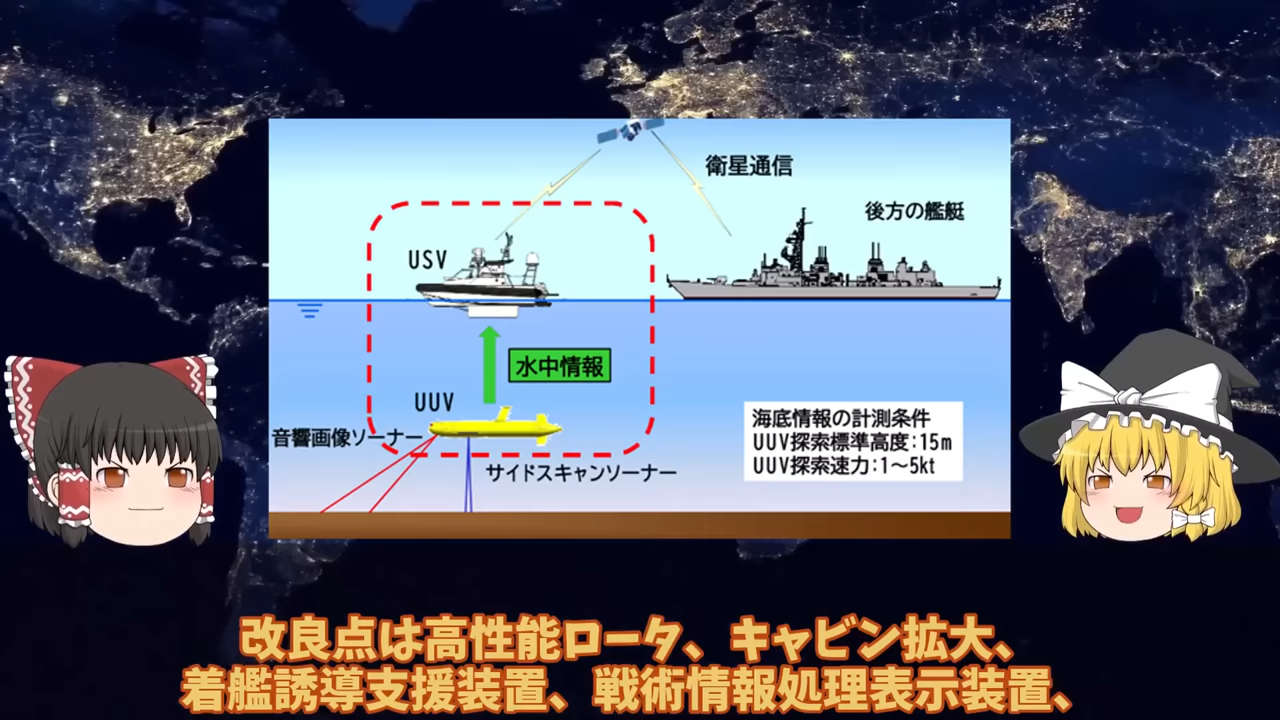 衛星通信
後方の艦艇
USV
水中情報
UUV
音響画像ソーナー
サイドスキャンソーナー
海底情報の計測条件
UUV探索標準高度:15m
UUV探索速力:1~5kt
改良点は高性能ロータ、キャビン拡大、
着艦誘導支援装置、戦術情報処理表示装置、